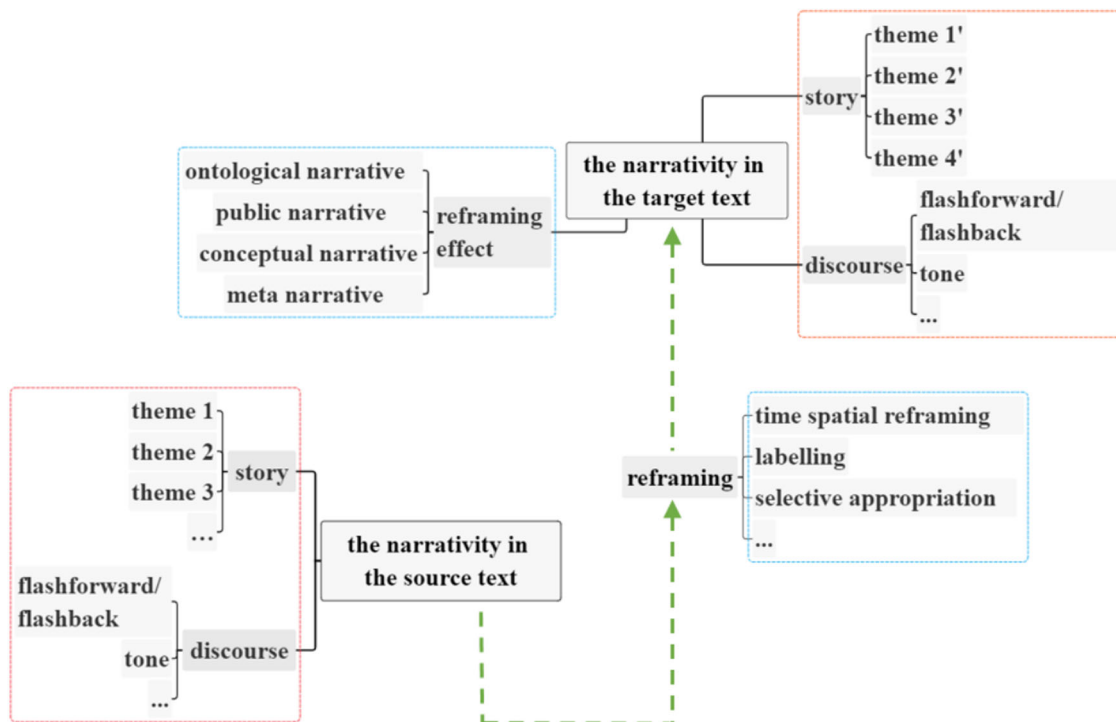 theme 1'
theme 2'
story
theme 3'
theme 4'
the narrativity in
the target text
flashforward/
flashback
discourse
tone
...
ontological narrative
public narrative
reframing
effect
conceptual narrative
meta narrative
theme 1
theme 2
story
theme 3
...
the narrativity in
the source text
flashforward/
flashback
discourse
tone
...
time spatial reframing
labelling
reframing
selective appropriation
...